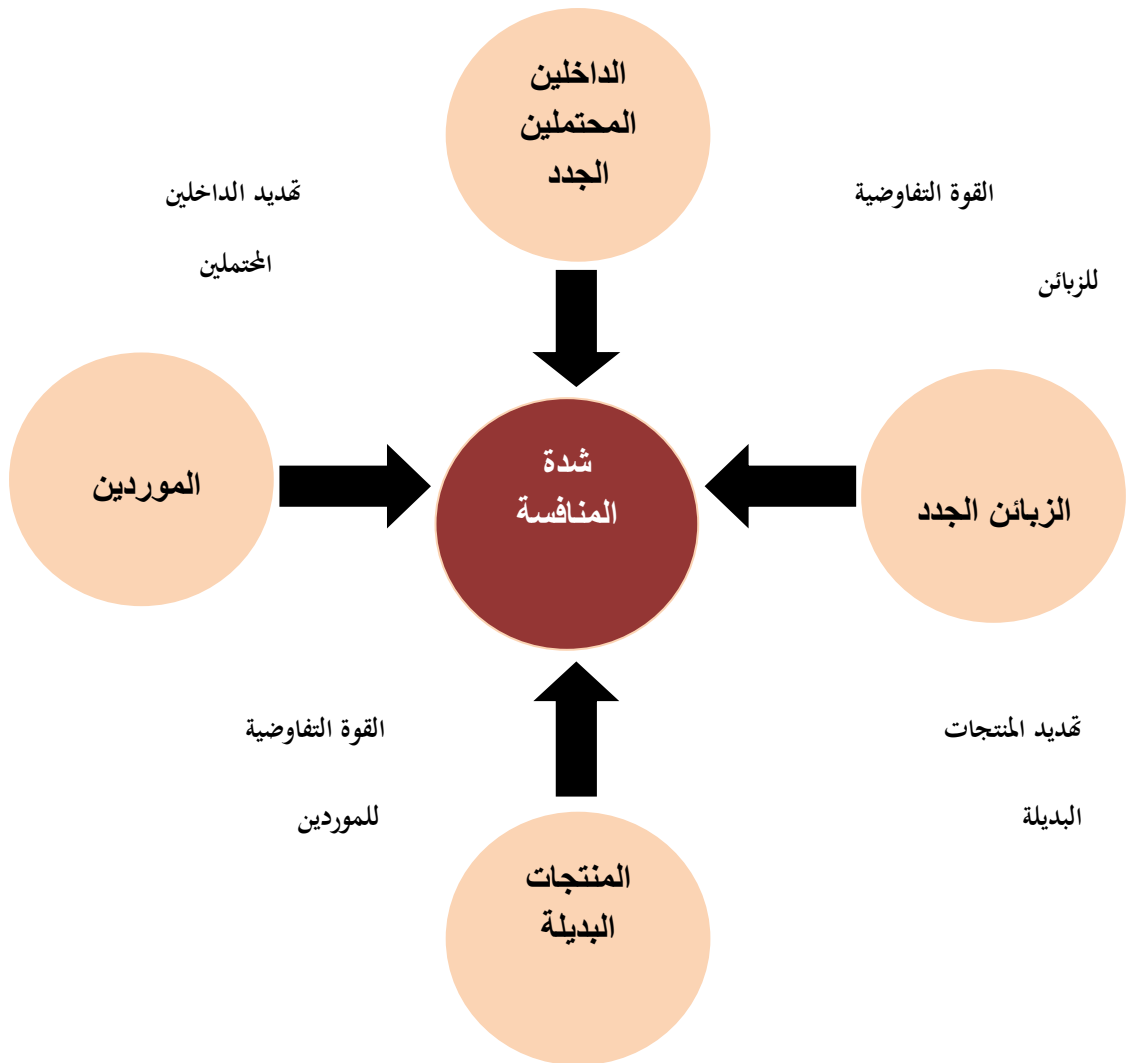 الداخلين
المحتملين
الجدد
القوة التفاوضية
للزبائن
تهديد الداخلين
المحتملين
الزبائن الجدد
شدة
المنافسة
الموردين
تهديد المنتجات
البديلة
القوة التفاوضية
للموردين
المنتجات
البديلة